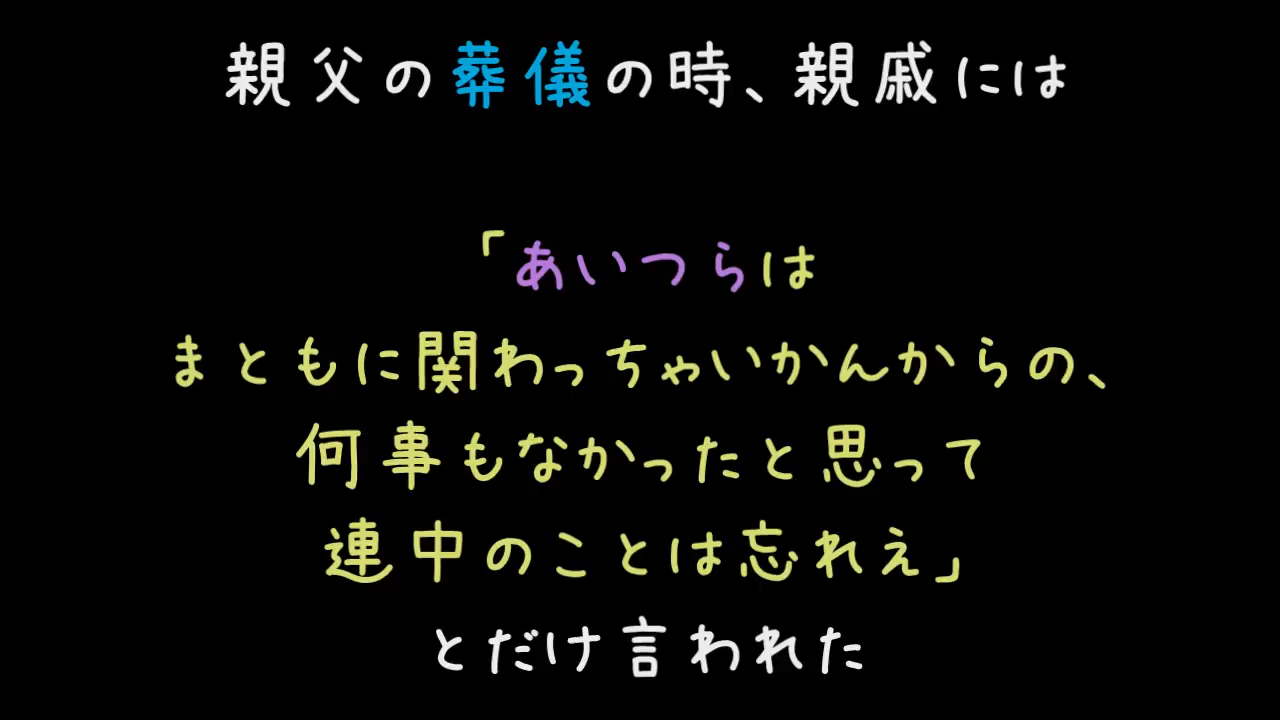 親父の葬儀の時、親戚には
「あいつらは
まともに関わっちゃいかんからの、
何事もなかったと思って
連中のことは忘れえ」
とだけ言われた